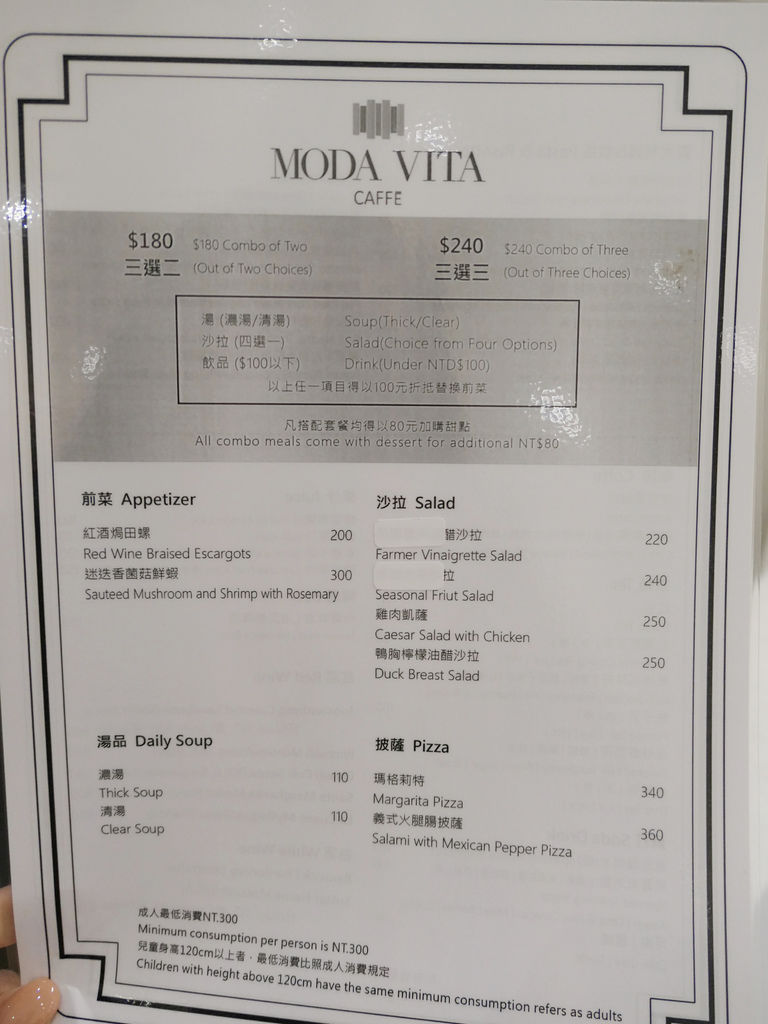 MODA VITA
CAFFÈ
$180 $180 Combo of Two
三選二 (Out of Two Choices)
$240 $240 Combo of Three
三選三 (Out of Three Choices)
湯 (濃湯/清湯) Soup(Thick/Clear)
沙拉 (四選一) Salad(Choice from Four Options)
飲品 ($100以下) Drink(Under NTD$100)
以上任一項目得以100元折抵替換前菜
凡搭配套餐均得以80元加購甜點
All combo meals come with dessert for additional NT$80
前菜 Appetizer
紅酒焗田螺 200
Red Wine Braised Escargots
迷迭香菌菇鮮蝦 300
Sauteed Mushroom and Shrimp with Rosemary
沙拉 Salad
醋沙拉 220
Farmer Vinaigrette Salad
拉 240
Seasonal Friut Salad
雞肉凱薩 250
Caesar Salad with Chicken
鴨胸檸檬油醋沙拉 250
Duck Breast Salad
湯品 Daily Soup
濃湯 110
Thick Soup
清湯 110
Clear Soup
披薩 Pizza
瑪格莉特 340
Margarita Pizza
義式火腿腸披薩 360
Salami with Mexican Pepper Pizza
成人最低消費NT.300
Minimum consumption per person is NT.300
兒童身高120cm以上者，最低消費比照成人消費規定
Children with height above 120cm have the same minimum consumption refers as adults